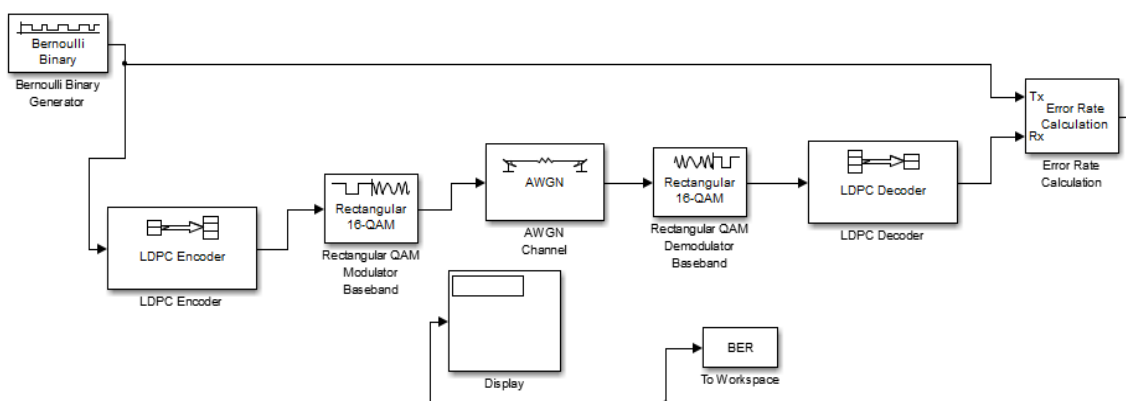 Bernoulli
Binary
Bernoulli Binary
Generator
Tx
Error Rate
Calculation
Rx
Error Rate
Calculation
LDPC Encoder
LDPC Encoder
Rectangular
16-QAM
Rectangular QAM
Modulator
Baseband
AWGN
AWGN
Channel
Rectangular
16-QAM
Rectangular QAM
Demodulator
Baseband
LDPC Decoder
LDPC Decoder
Display
BER
To Workspace